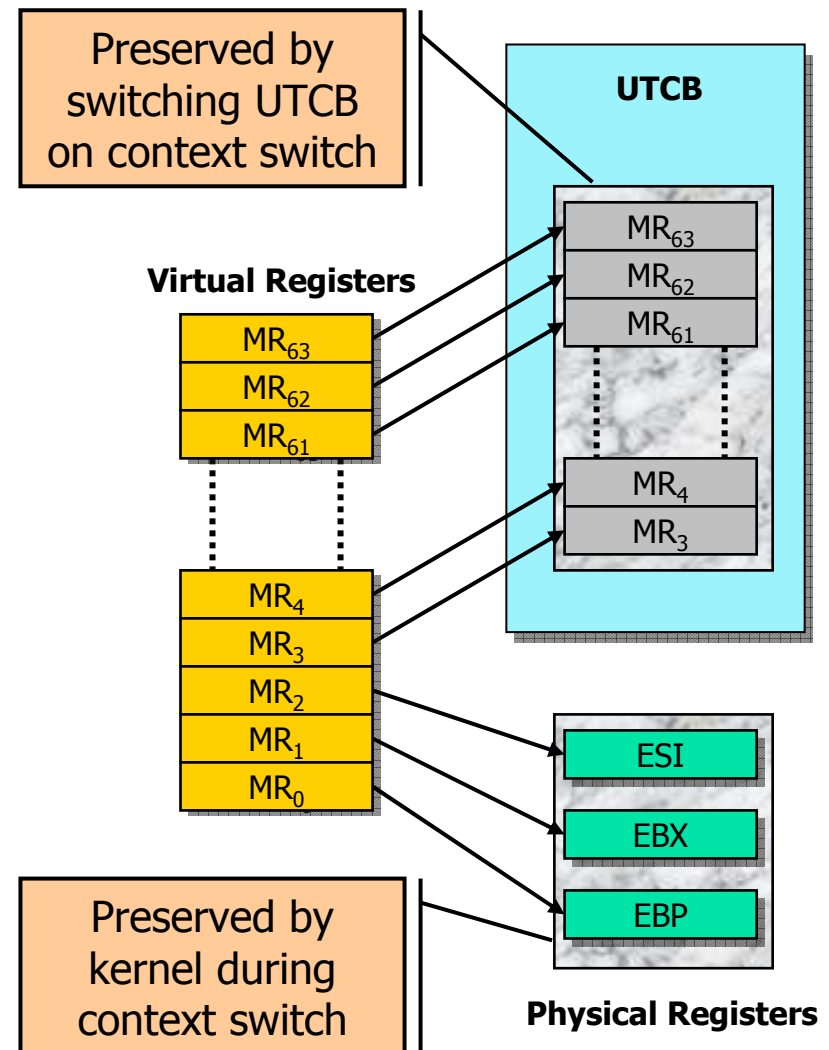 Preserved by
switching UTCB
on context switch
UTCB
MR₆₃
MR₆₂
MR₆₁
MR₄
MR₃
Virtual Registers
MR₆₃
MR₆₂
MR₆₁
MR₄
MR₃
MR₂
MR₁
MR₀
ESI
EBX
EBP
Physical Registers
Preserved by
kernel during
context switch